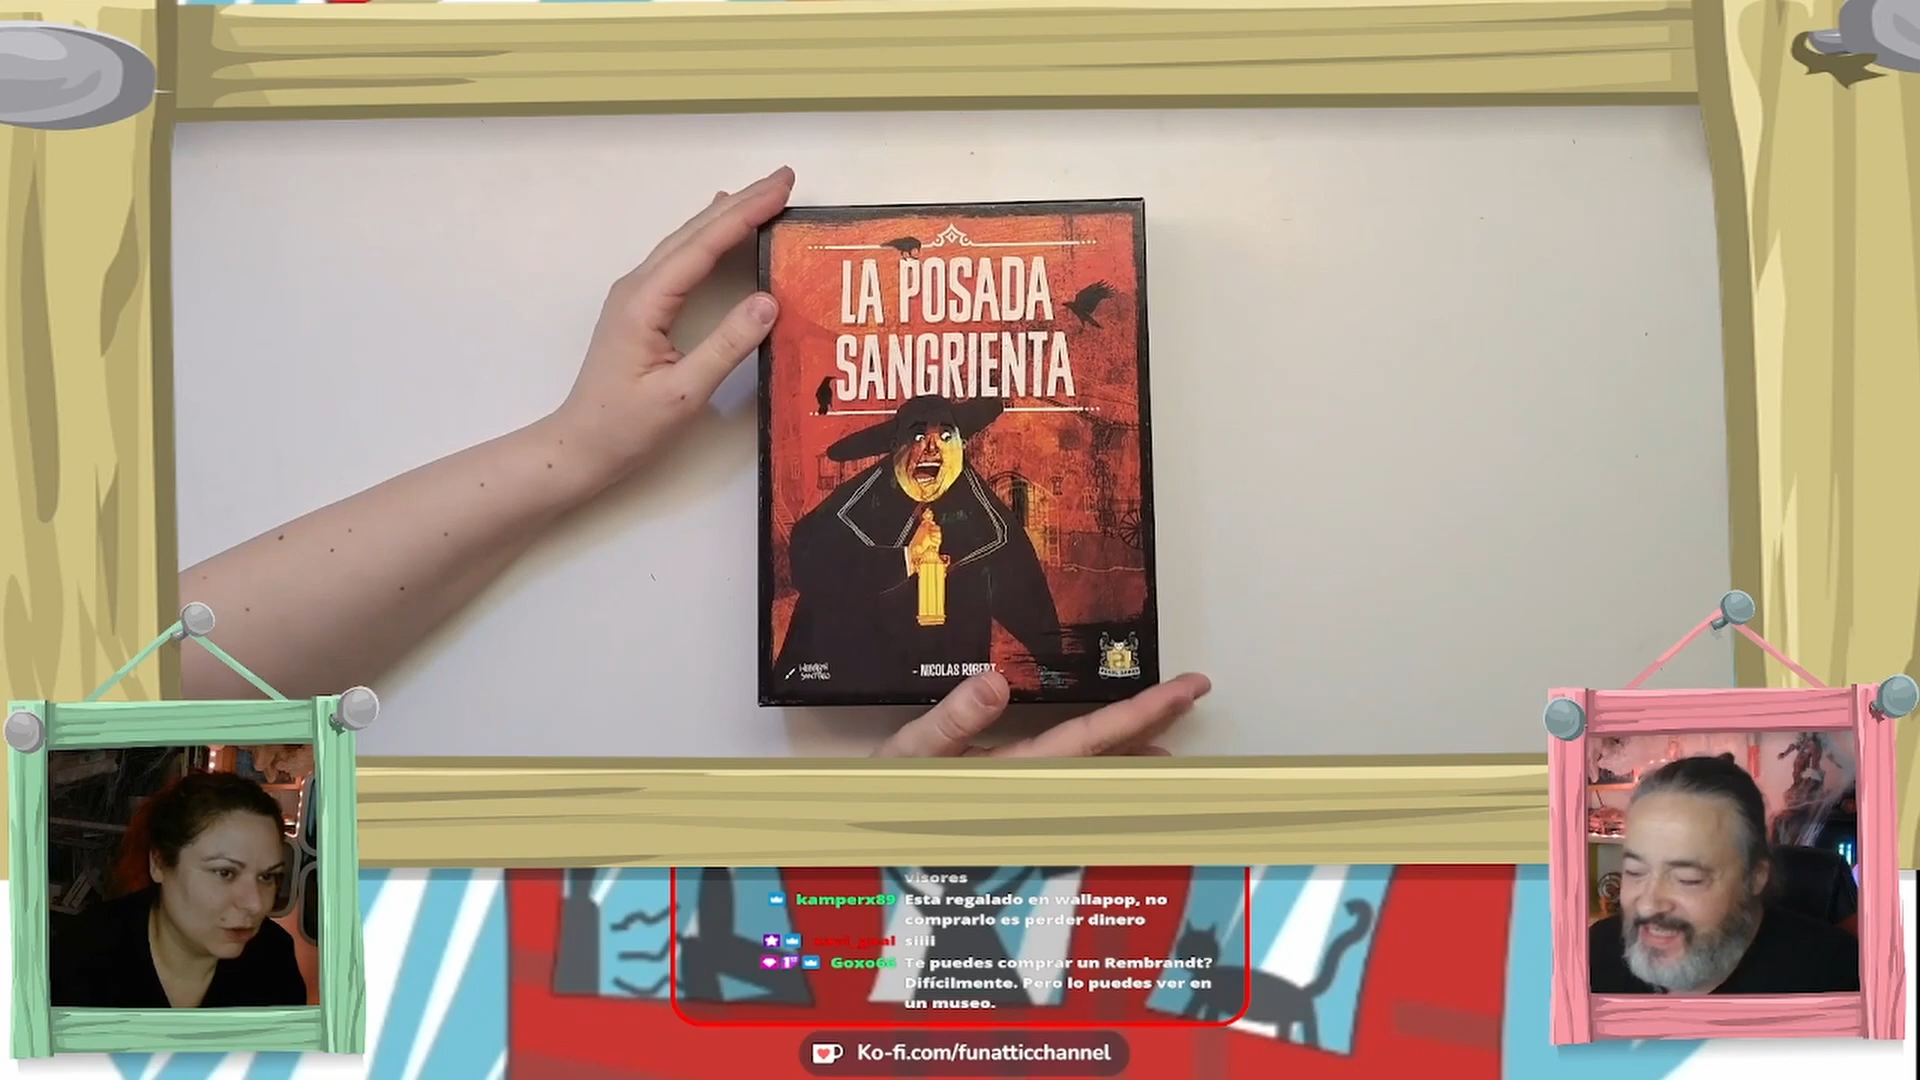 LA POSADA
SANGRIENTA
- NICOLAS ROBERT -
visores
kamperx89 Esta regalado en wallapop, no
comprarlo es perder dinero
siiii
Te puedes comprar un Rembrandt?
Difícilmente. Pero lo puedes ver en
un museo.
Ko-fi.com/funatticchannel